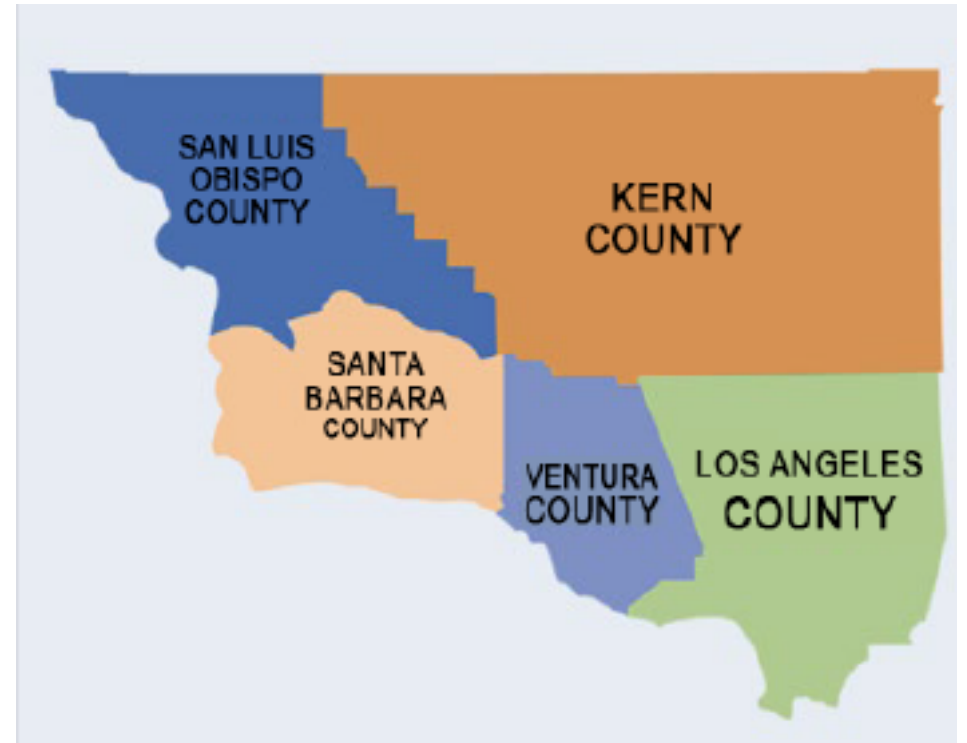 SAN LUIS
OBISPO
COUNTY
KERN
COUNTY
SANTA
BARBARA
COUNTY
VENTURA
COUNTY
LOS ANGELES
COUNTY